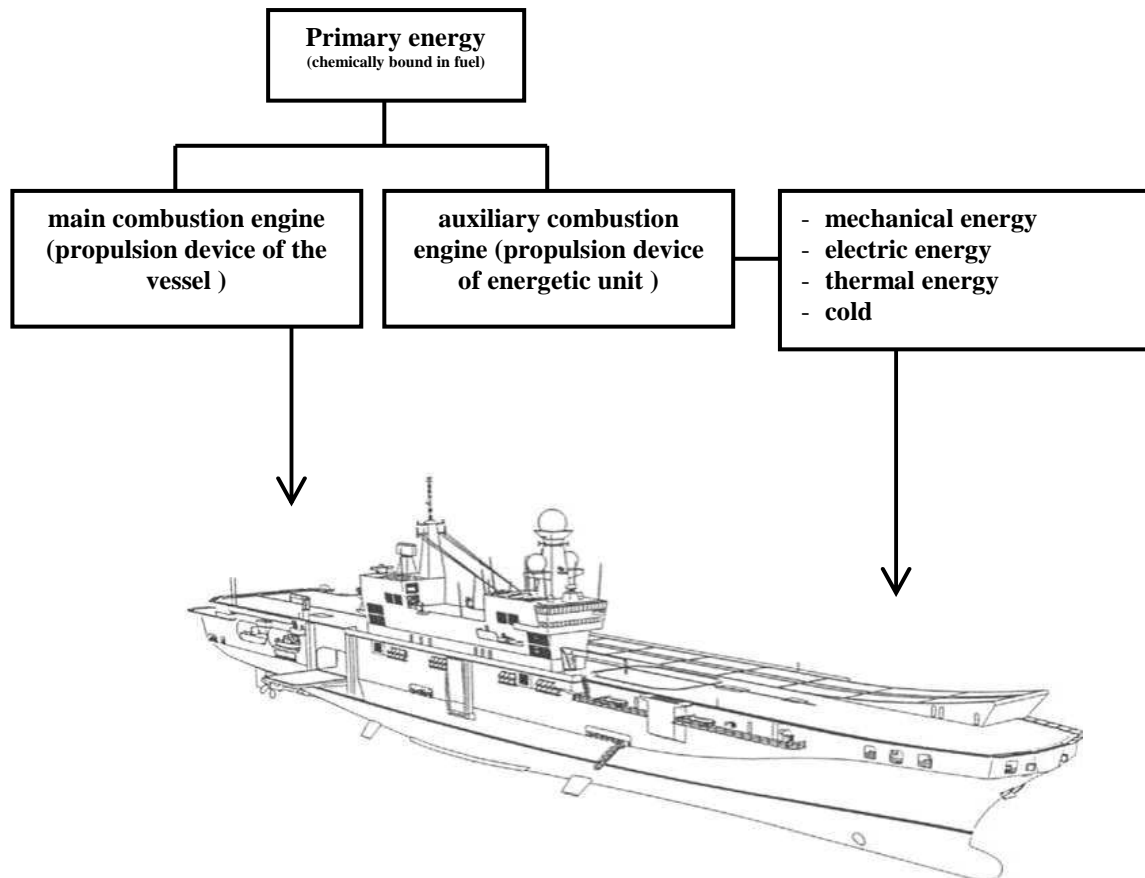 Primary energy
(chemically bound in fuel)
main combustion engine
(propulsion device of the
vessel )
auxiliary combustion
engine (propulsion device
of energetic unit )
- mechanical energy
- electric energy
- thermal energy
- cold